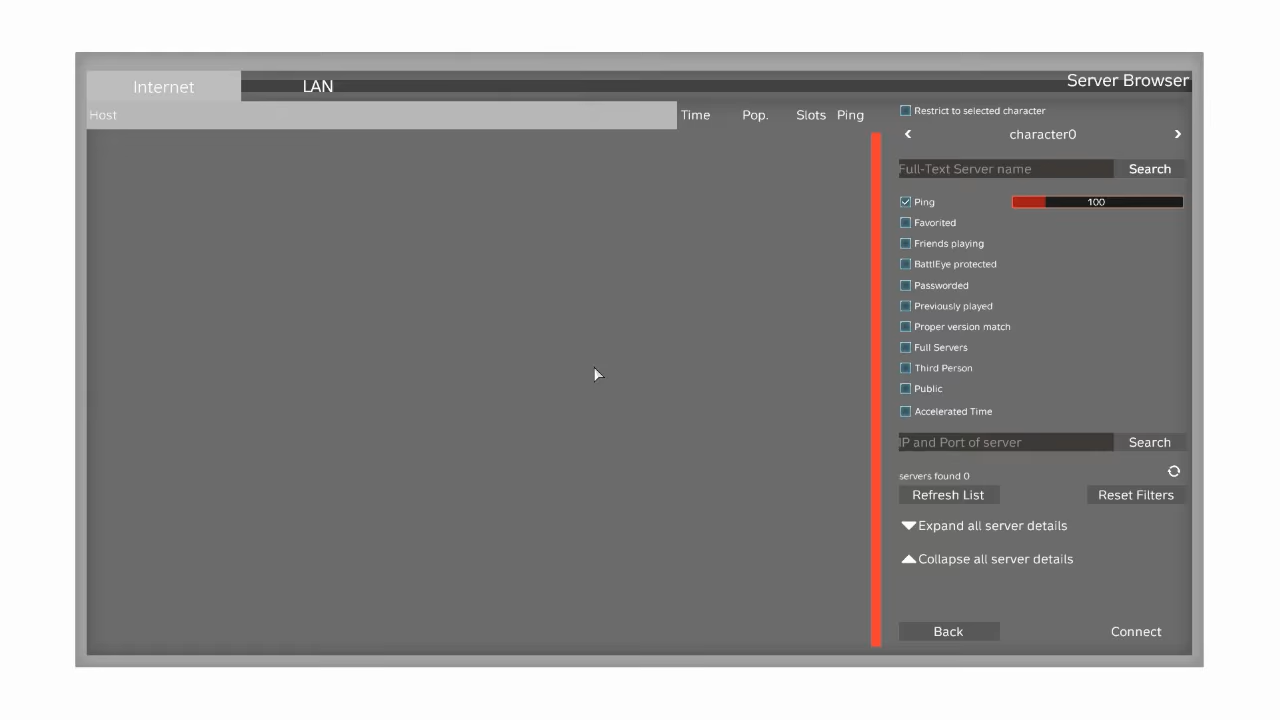 Internet LAN Server Browser
Host Time Pop. Slots Ping
Restrict to selected character
character0
Full-Text Server name Search
Ping 100
Favorited
Friends playing
BattlEye protected
Passworded
Previously played
Proper version match
Full Servers
Third Person
Public
Accelerated Time
IP and Port of server Search
servers found 0
Refresh List Reset Filters
Expand all server details
Collapse all server details
Back Connect